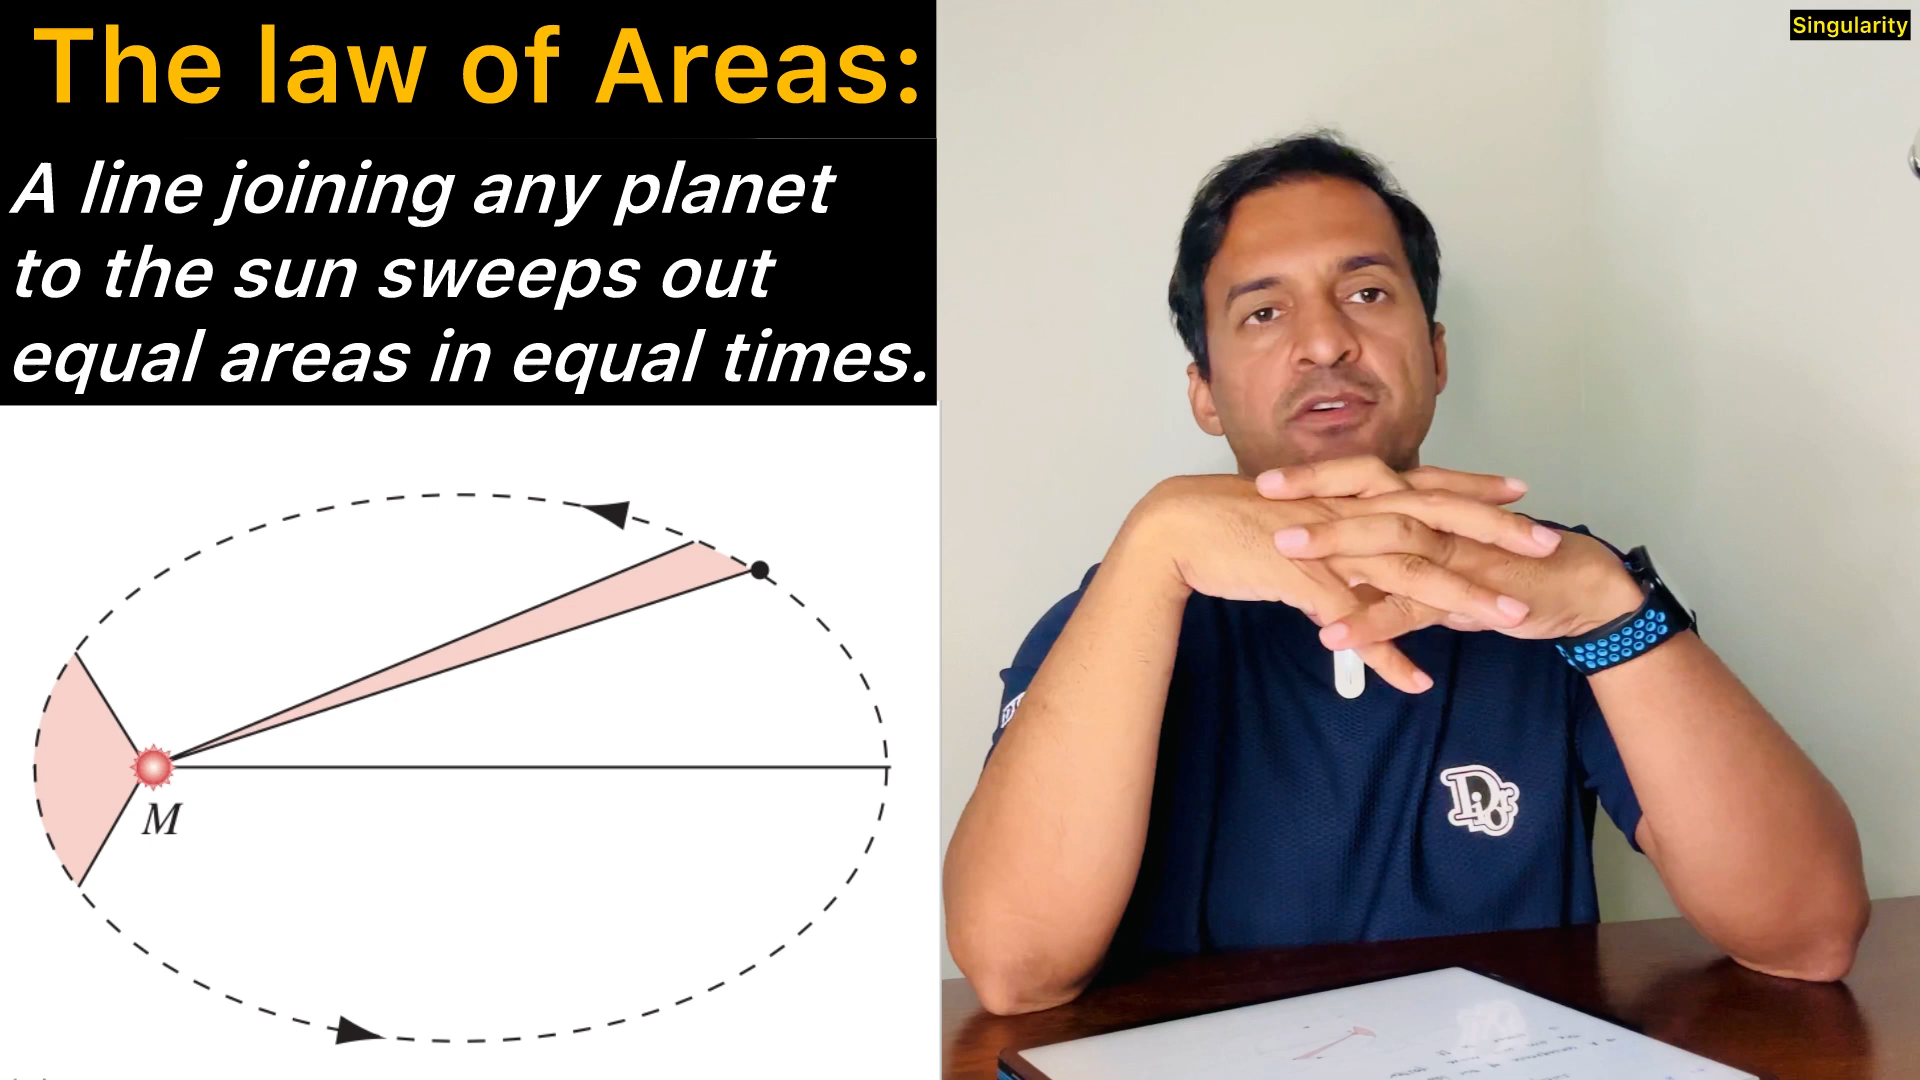 The law of Areas:
A line joining any planet
to the sun sweeps out
equal areas in equal times.
M
Singularity
Dior